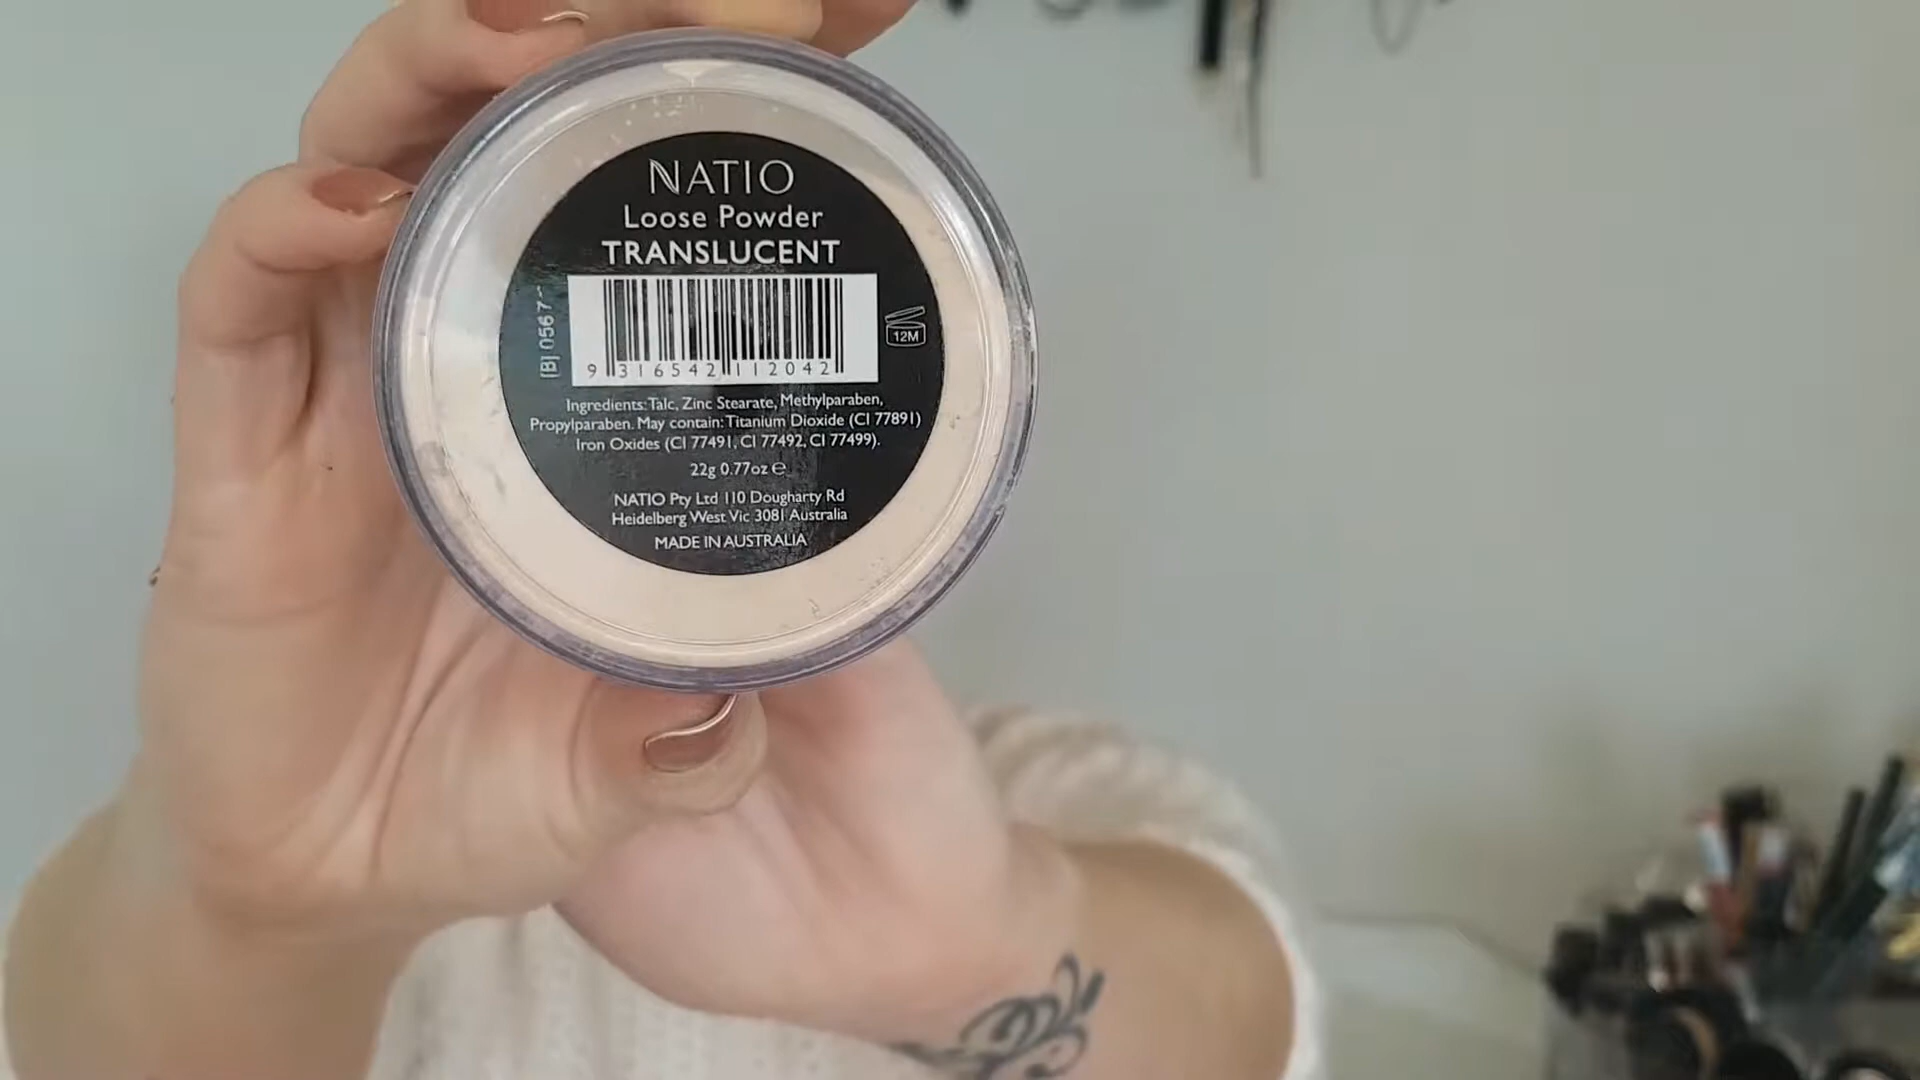 NATIO
Loose Powder
TRANSLUCENT
[B] 0567
9 316542 112042
12M
Ingredients: Talc, Zinc Stearate, Methylparaben,
Propylparaben. May contain: Titanium Dioxide (CI 77891)
Iron Oxides (CI 77491, CI 77492, CI 77499).
22g 0.77oz ℮
NATIO Pty Ltd 110 Dougharty Rd
Heidelberg West Vic 3081 Australia
MADE IN AUSTRALIA